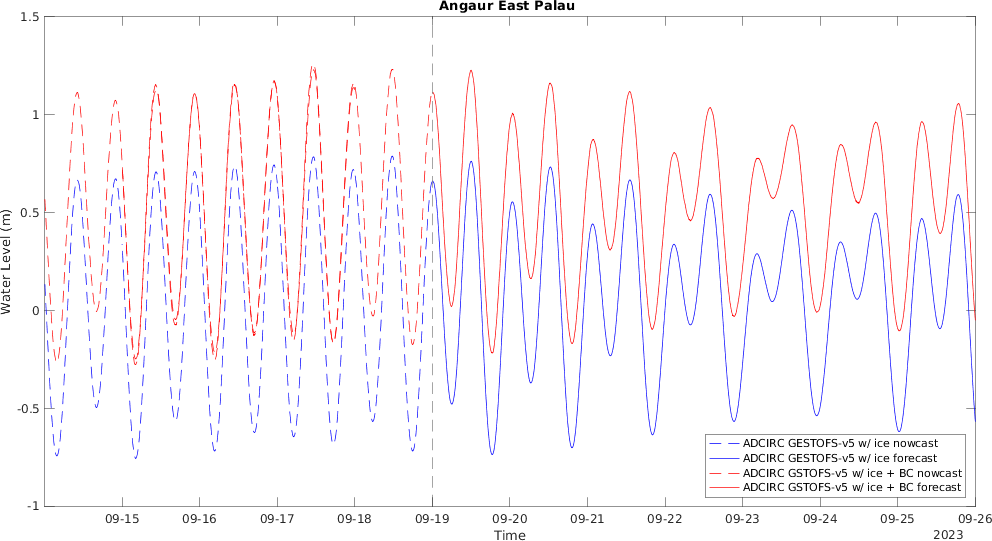 Angaur East Palau
1.5
1
0.5
0
-0.5
-1
Water Level (m)
ADCIRC GESTOFS-v5 w/ ice nowcast
ADCIRC GESTOFS-v5 w/ ice forecast
ADCIRC GSTOFS-v5 w/ ice + BC nowcast
ADCIRC GSTOFS-v5 w/ ice + BC forecast
09-15 09-16 09-17 09-18 09-19 09-20 09-21 09-22 09-23 09-24 09-25 09-26
Time
2023